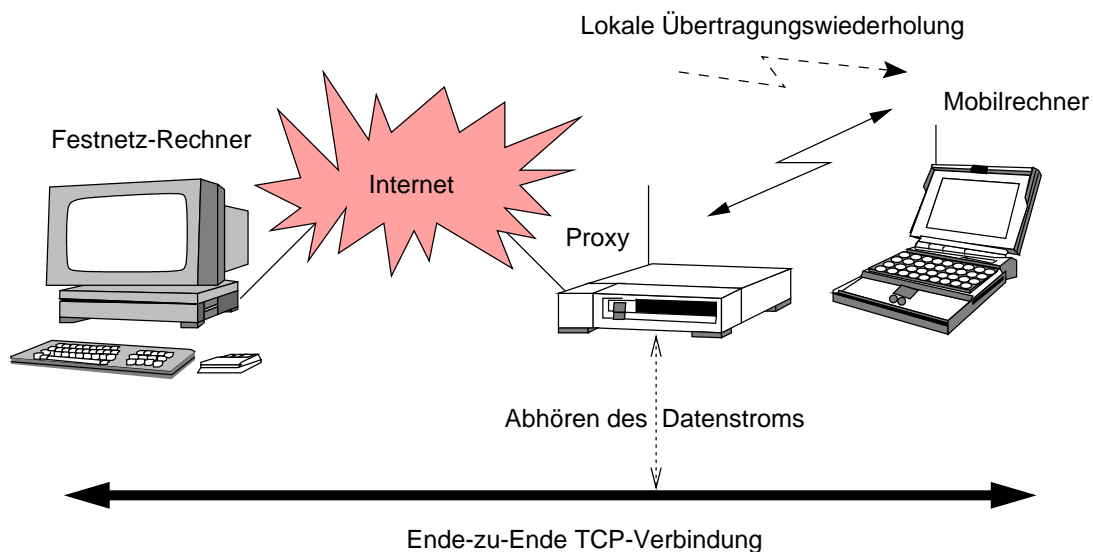 Lokale Übertragungswiederholung
Mobilrechner
Festnetz-Rechner
Internet
Proxy
Abhören des Datenstroms
Ende-zu-Ende TCP-Verbindung